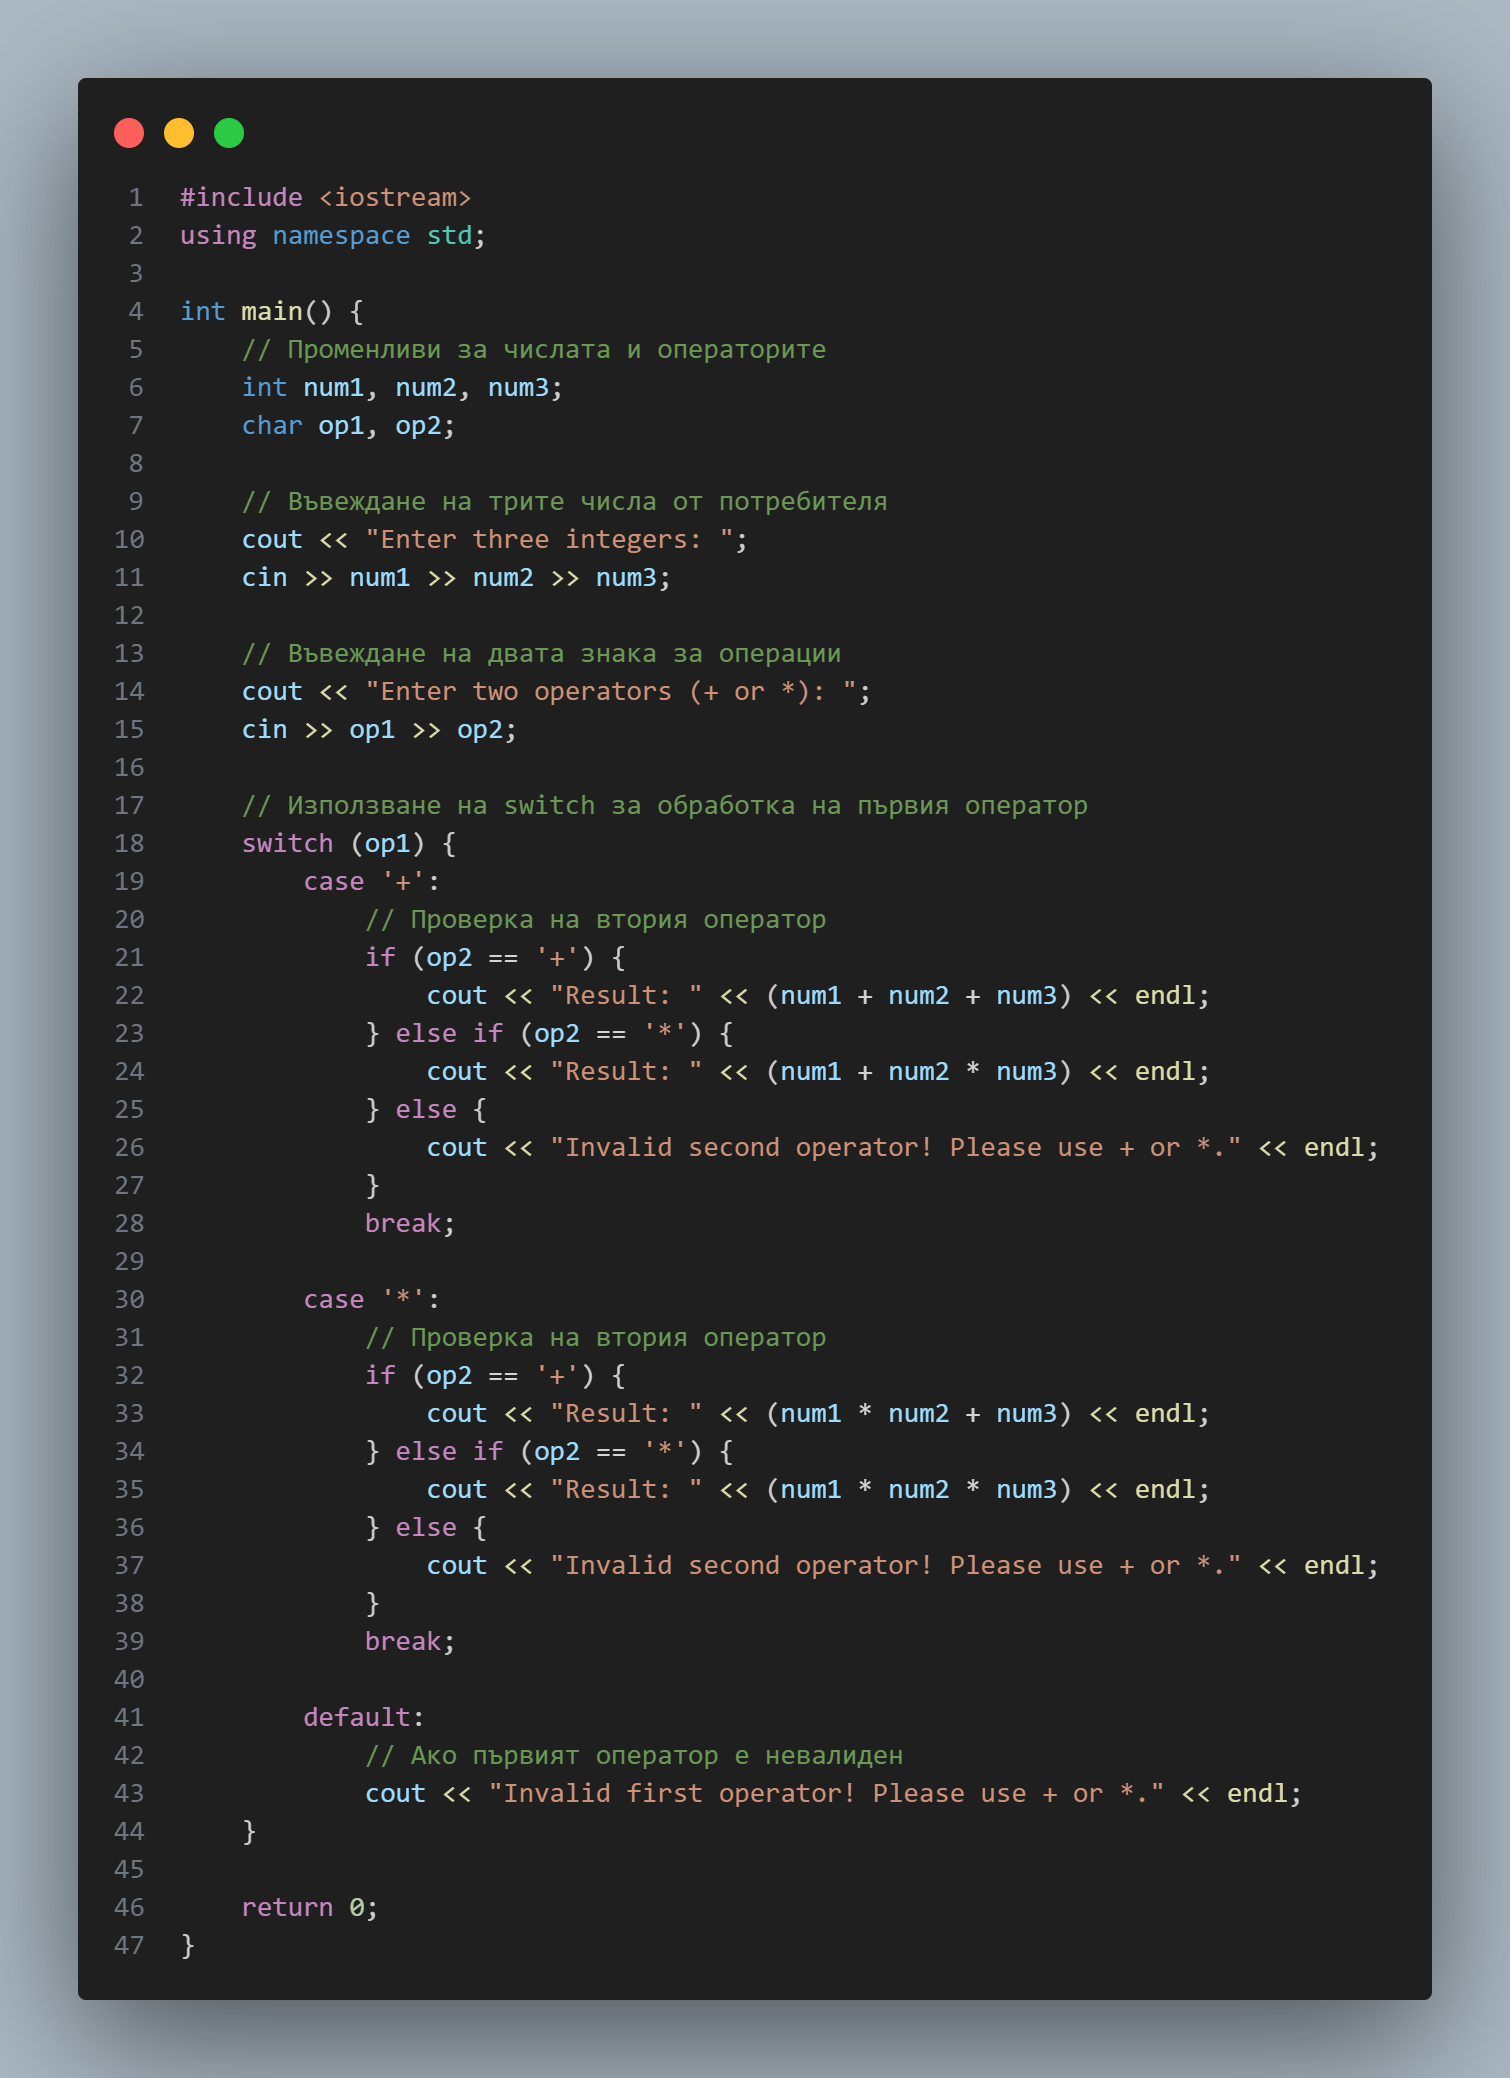 1 #include <iostream>
2 using namespace std;
3
4 int main() {
5     // Променливи за числата и операторите
6     int num1, num2, num3;
7     char op1, op2;
8
9     // Въвеждане на трите числа от потребителя
10     cout << "Enter three integers: ";
11     cin >> num1 >> num2 >> num3;
12
13     // Въвеждане на двата знака за операции
14     cout << "Enter two operators (+ or *): ";
15     cin >> op1 >> op2;
16
17     // Използване на switch за обработка на първия оператор
18     switch (op1) {
19         case '+':
20             // Проверка на втория оператор
21             if (op2 == '+') {
22                 cout << "Result: " << (num1 + num2 + num3) << endl;
23             } else if (op2 == '*') {
24                 cout << "Result: " << (num1 + num2 * num3) << endl;
25             } else {
26                 cout << "Invalid second operator! Please use + or *." << endl;
27             }
28             break;
29
30         case '*':
31             // Проверка на втория оператор
32             if (op2 == '+') {
33                 cout << "Result: " << (num1 * num2 + num3) << endl;
34             } else if (op2 == '*') {
35                 cout << "Result: " << (num1 * num2 * num3) << endl;
36             } else {
37                 cout << "Invalid second operator! Please use + or *." << endl;
38             }
39             break;
40
41         default:
42             // Ако първият оператор е невалиден
43             cout << "Invalid first operator! Please use + or *." << endl;
44     }
45
46     return 0;
47 }